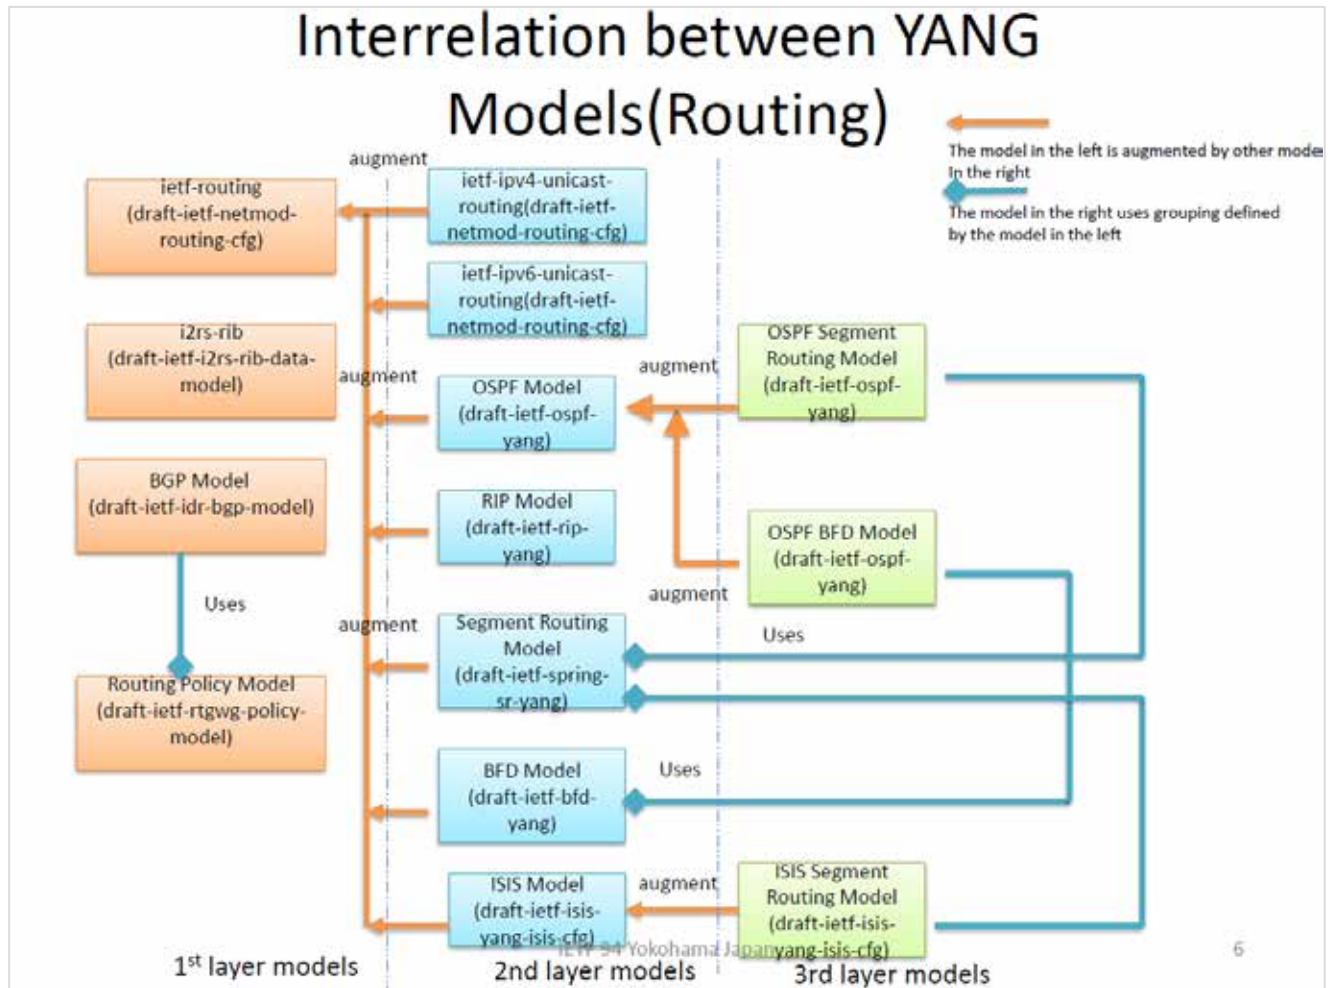 Interrelation between YANG
Models(Routing)
The model in the left is augmented by other mode
In the right
The model in the right uses grouping defined
by the model in the left
augment
ietf-routing
(draft-ietf-netmod-
routing-cfg)
ietf-ipv4-unicast-
routing(draft-ietf-
netmod-routing-cfg)
ietf-ipv6-unicast-
routing(draft-ietf-
netmod-routing-cfg)
i2rs-rib
(draft-ietf-i2rs-rib-data-
model)
augment
OSPF Model
(draft-ietf-ospf-
yang)
augment
OSPF Segment
Routing Model
(draft-ietf-ospf-
yang)
BGP Model
(draft-ietf-idr-bgp-model)
RIP Model
(draft-ietf-rip-
yang)
OSPF BFD Model
(draft-ietf-ospf-
yang)
augment
Uses
augment
Segment Routing
Model
(draft-ietf-spring-
sr-yang)
Uses
Routing Policy Model
(draft-ietf-rtgwg-policy-
model)
BFD Model
(draft-ietf-bfd-
yang)
Uses
ISIS Model
(draft-ietf-isis-
yang-isis-cfg)
augment
ISIS Segment
Routing Model
(draft-ietf-isis-
yang-isis-cfg)
IETF 94 Yokohama Japan
6
1st layer models
2nd layer models
3rd layer models